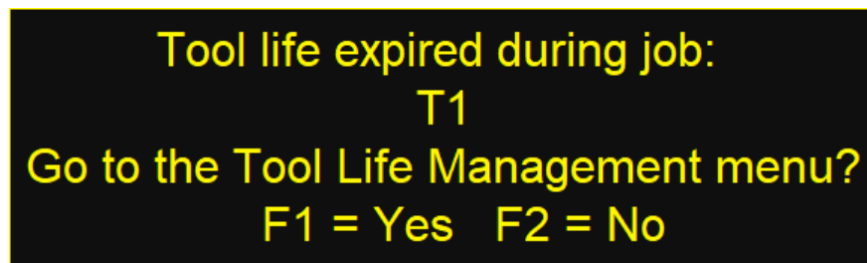 Tool life expired during job:
T1
Go to the Tool Life Management menu?
F1 = Yes F2 = No